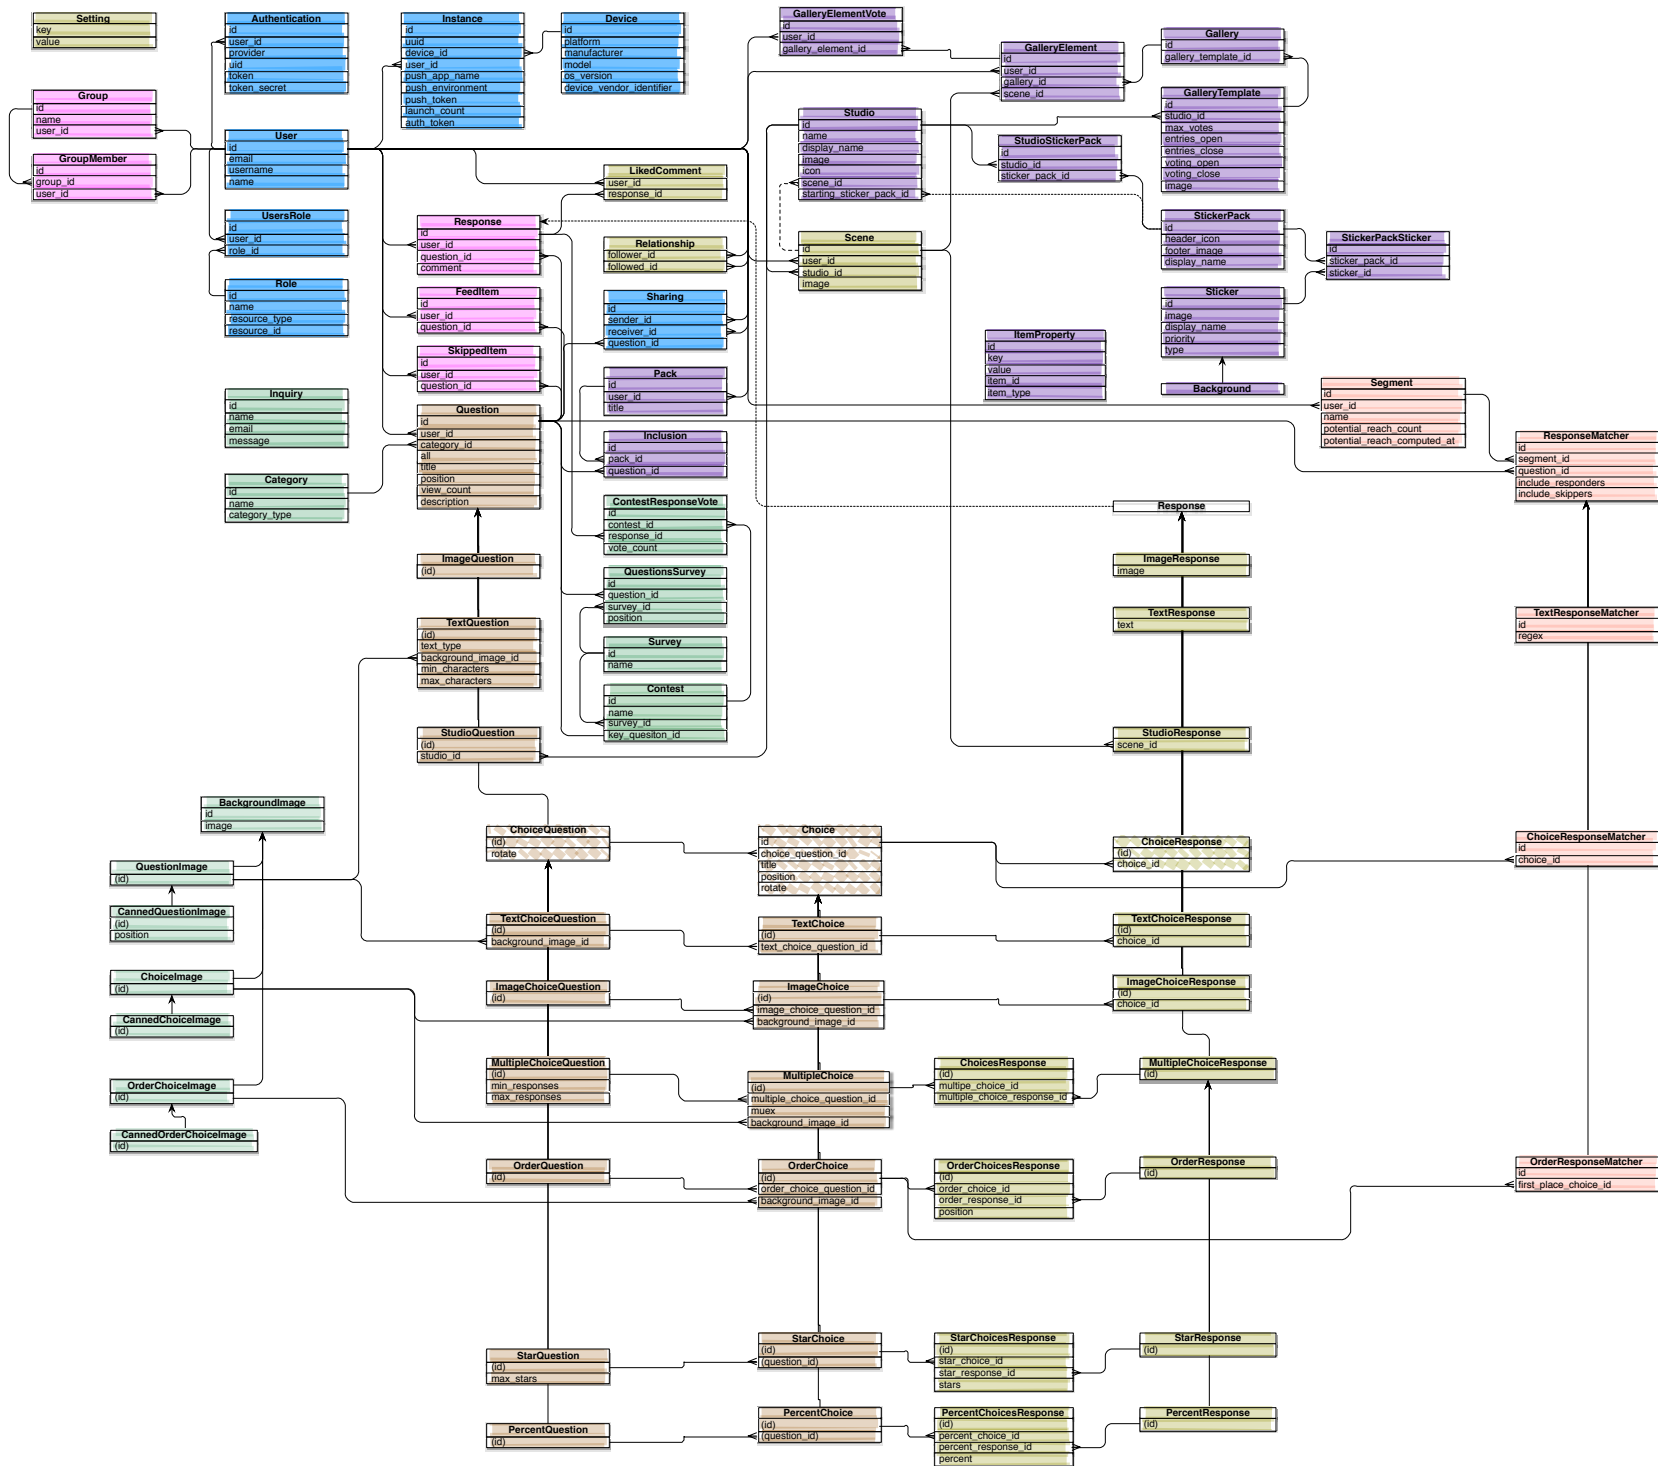 Setting
key
value
Authentication
id
user_id
provider
uid
token
token_secret
Instance
id
uuid
device_id
user_id
push_app_name
push_environment
push_token
launch_count
auth_token
Device
id
platform
manufacturer
model
os_version
device_vendor_identifier
GalleryElementVote
id
user_id
gallery_element_id
GalleryElement
id
user_id
gallery_id
scene_id
Gallery
id
gallery_template_id
Group
id
name
user_id
GroupMember
id
group_id
user_id
User
id
email
username
name
Studio
id
name
display_name
image
icon
scene_id
starting_sticker_pack_id
StudioStickerPack
id
studio_id
sticker_pack_id
GalleryTemplate
id
studio_id
max_votes
entries_open
entries_close
voting_open
voting_close
image
LikedComment
user_id
response_id
UsersRole
id
user_id
role_id
Response
id
user_id
question_id
comment
Relationship
follower_id
followed_id
Scene
id
user_id
studio_id
image
StickerPack
id
header_icon
footer_image
display_name
StickerPackSticker
id
sticker_pack_id
sticker_id
Role
id
name
resource_type
resource_id
FeedItem
id
user_id
question_id
Sharing
id
sender_id
receiver_id
question_id
Sticker
id
image
display_name
priority
type
ItemProperty
id
key
value
item_id
item_type
SkippedItem
id
user_id
question_id
Pack
id
user_id
title
Background
Segment
id
user_id
name
potential_reach_count
potential_reach_computed_at
Inquiry
id
name
email
message
Question
id
user_id
category_id
all
title
position
view_count
description
Inclusion
id
pack_id
question_id
ResponseMatcher
id
segment_id
question_id
include_responders
include_skippers
Category
id
name
category_type
ContestResponseVote
id
contest_id
response_id
vote_count
Response
ImageQuestion
(id)
ImageResponse
image
QuestionsSurvey
id
question_id
survey_id
position
TextQuestion
(id)
text_type
background_image_id
min_characters
max_characters
TextResponse
text
TextResponseMatcher
id
regex
Survey
id
name
Contest
id
name
survey_id
key_quesiton_id
StudioQuestion
(id)
studio_id
StudioResponse
scene_id
BackgroundImage
id
image
ChoiceQuestion
(id)
rotate
Choice
id
choice_question_id
title
position
rotate
ChoiceResponse
(id)
choice_id
ChoiceResponseMatcher
id
choice_id
QuestionImage
(id)
CannedQuestionImage
(id)
position
TextChoiceQuestion
(id)
background_image_id
TextChoice
(id)
text_choice_question_id
TextChoiceResponse
(id)
choice_id
ChoiceImage
(id)
CannedChoiceImage
(id)
ImageChoiceQuestion
(id)
ImageChoice
(id)
image_choice_question_id
background_image_id
ImageChoiceResponse
(id)
choice_id
MultipleChoiceQuestion
(id)
min_responses
max_responses
MultipleChoice
(id)
multiple_choice_question_id
muex
background_image_id
ChoicesResponse
(id)
multipe_choice_id
multiple_choice_response_id
MultipleChoiceResponse
(id)
OrderChoiceImage
(id)
CannedOrderChoiceImage
(id)
OrderQuestion
(id)
OrderChoice
(id)
order_choice_question_id
background_image_id
OrderChoicesResponse
(id)
order_choice_id
order_response_id
position
OrderResponse
(id)
OrderResponseMatcher
id
first_place_choice_id
StarQuestion
(id)
max_stars
StarChoice
(id)
(question_id)
StarChoicesResponse
(id)
star_choice_id
star_response_id
stars
StarResponse
(id)
PercentQuestion
(id)
PercentChoice
(id)
(question_id)
PercentChoicesResponse
(id)
percent_choice_id
percent_response_id
percent
PercentResponse
(id)